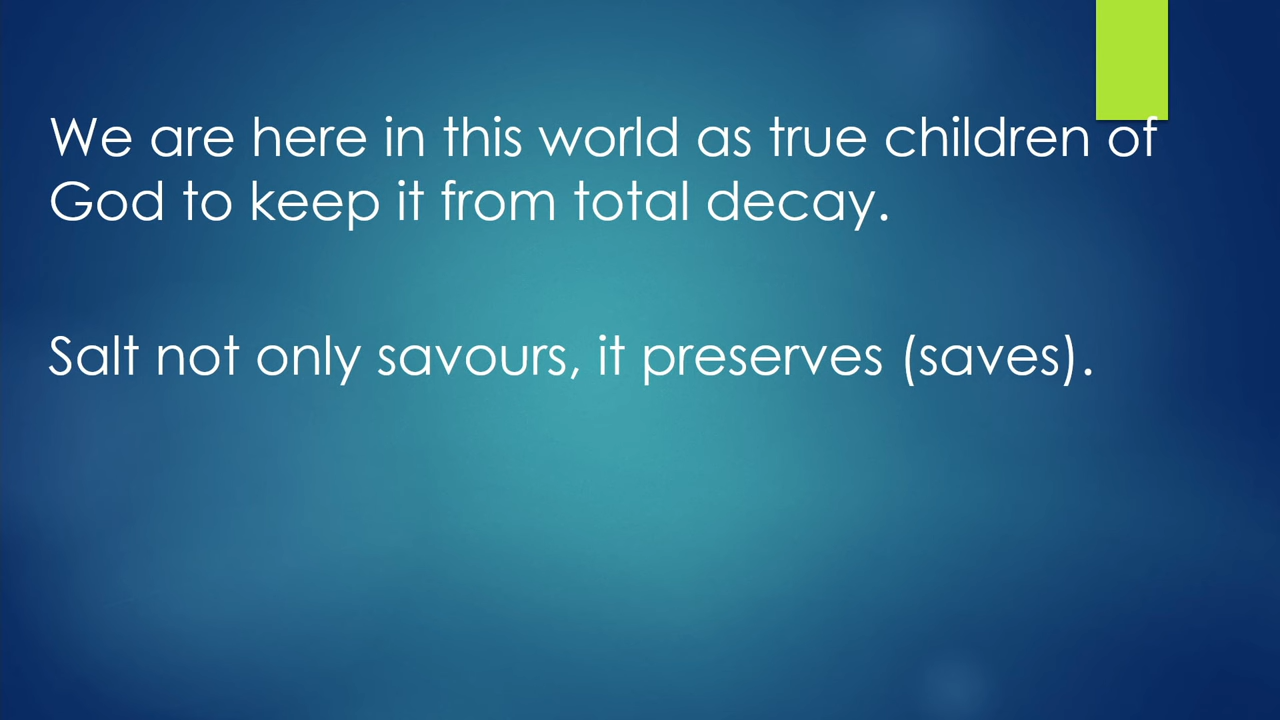 We are here in this world as true children of
God to keep it from total decay.
Salt not only savours, it preserves (saves).